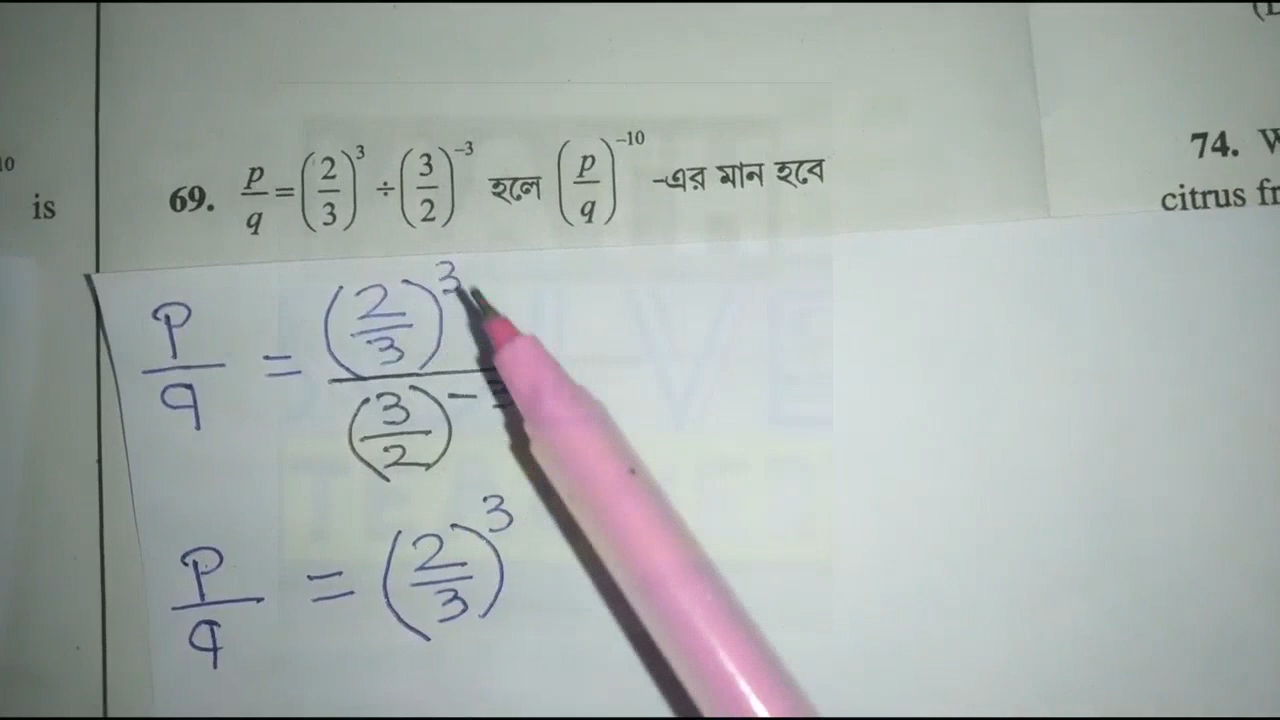 10
is
69. p/q = (2/3)^3 ÷ (3/2)^-3 হলে (p/q)^-10 -এর মান হবে
74.
citrus
P/q = (2/3)^3 / (3/2)^-
P/q = (2/3)^3